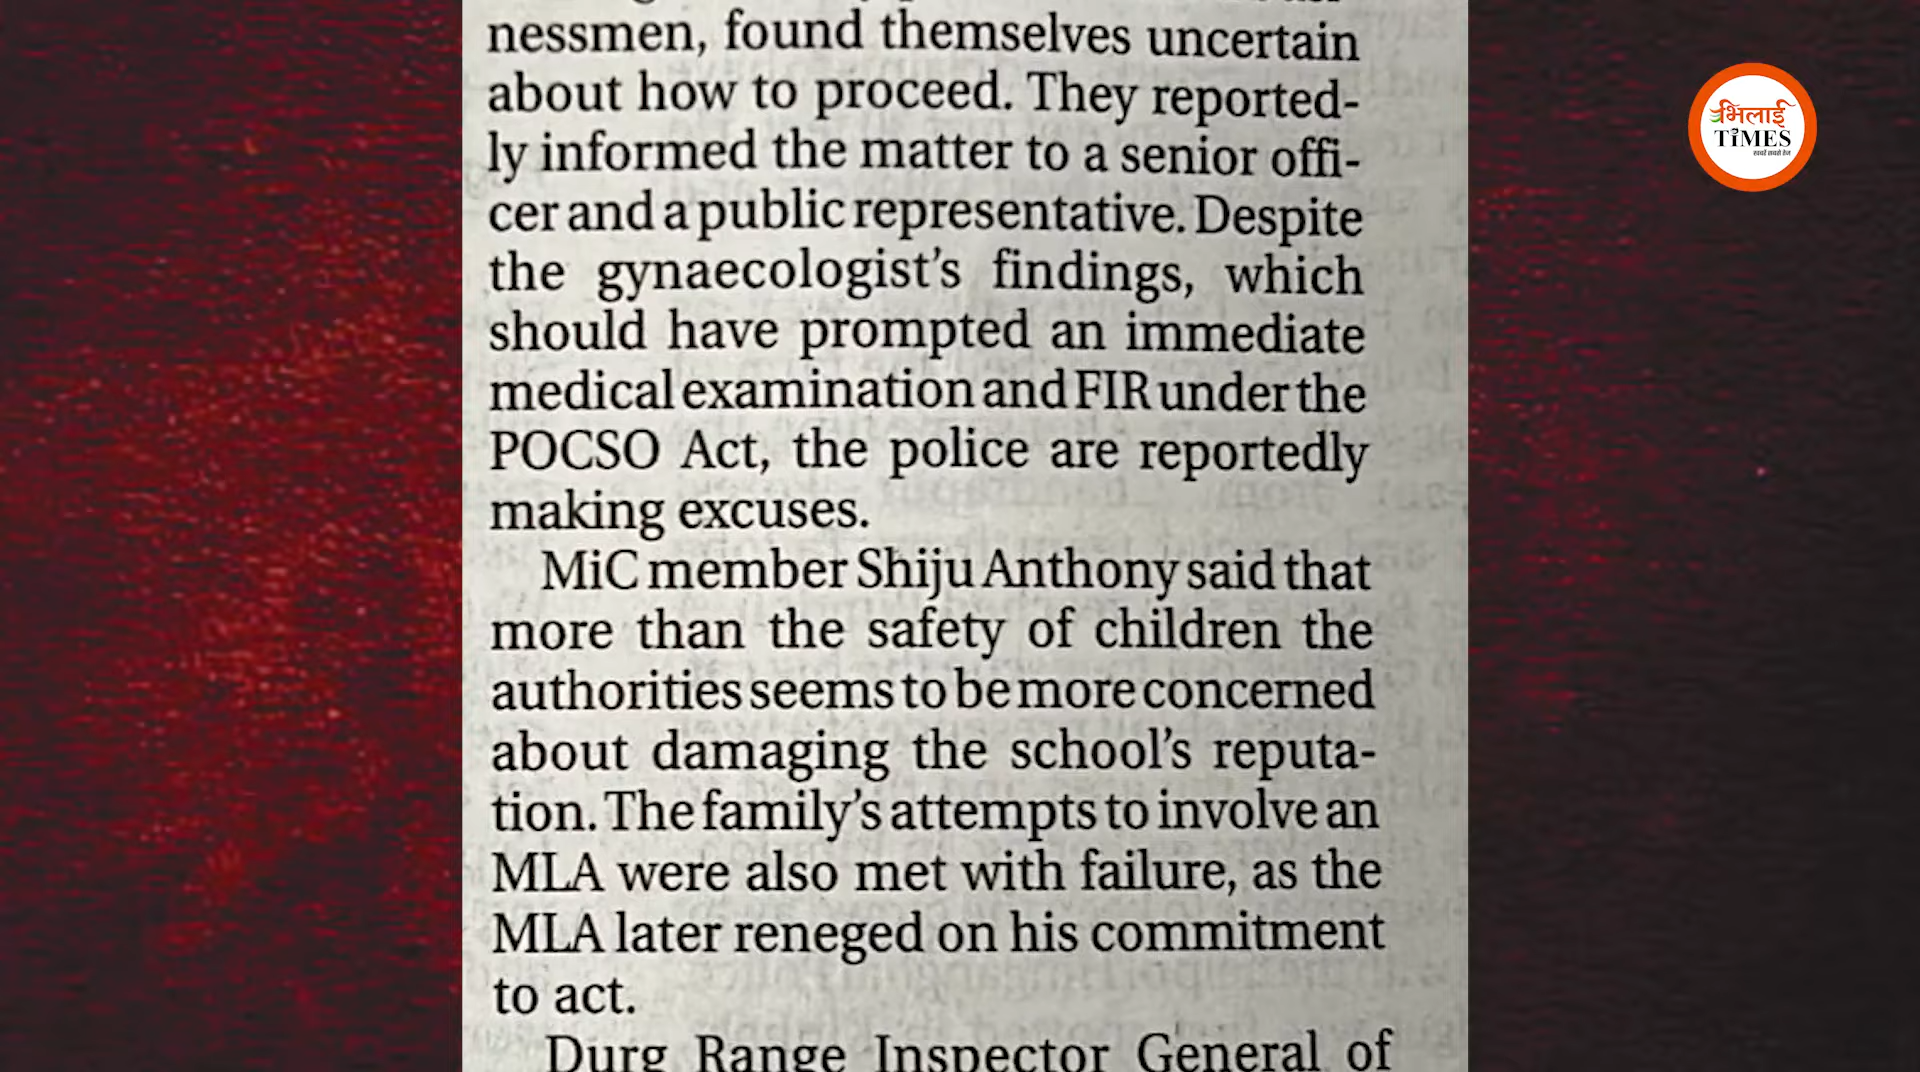 nessmen, found themselves uncertain
about how to proceed. They reported-
ly informed the matter to a senior offi-
cer and a public representative. Despite
the gynaecologist's findings, which
should have prompted an immediate
medical examination and FIR under the
POCSO Act, the police are reportedly
making excuses.
MiC member Shiju Anthony said that
more than the safety of children the
authorities seems to be more concerned
about damaging the school's reputa-
tion. The family's attempts to involve an
MLA were also met with failure, as the
MLA later reneged on his commitment
to act.
Durg Range Inspector General of
भिलाई
TIMES